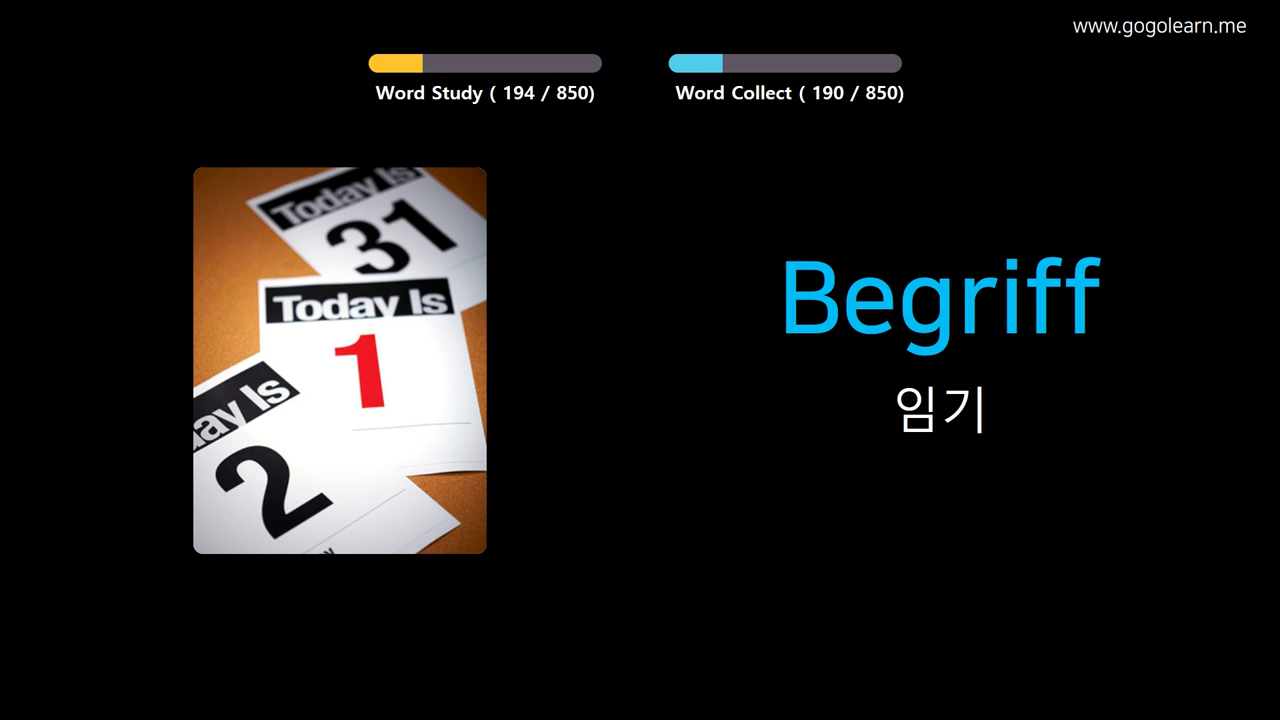 www.gogolearn.me
Word Study ( 194 / 850)
Word Collect ( 190 / 850)
Today Is
31
Today Is
1
day Is
2
Begriff
임기